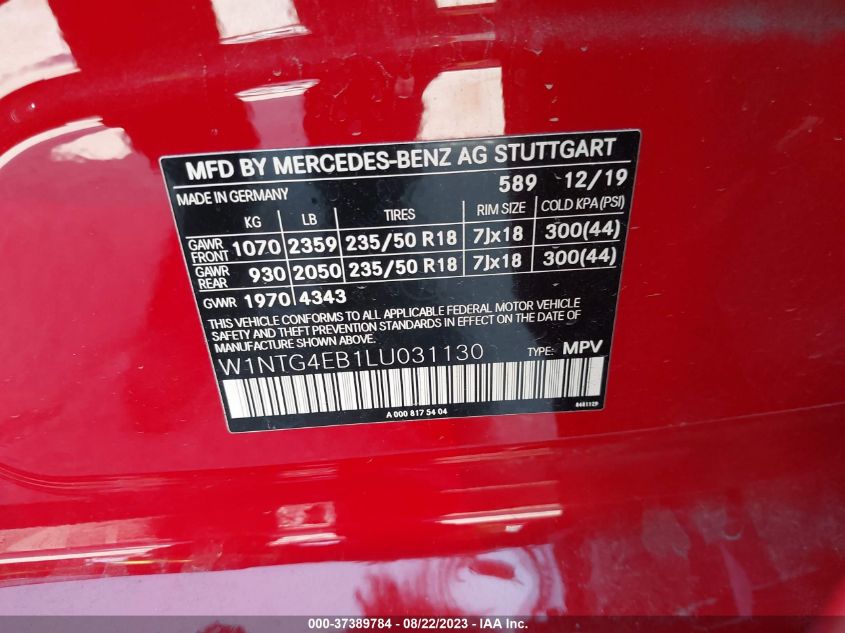 MFD BY MERCEDES-BENZ AG STUTTGART
MADE IN GERMANY 589 12/19
KG LB TIRES RIM SIZE COLD KPA (PSI)
GAWR FRONT 1070 2359 235/50 R18 7Jx18 300(44)
GAWR REAR 930 2050 235/50 R18 7Jx18 300(44)
GVWR 1970 4343
THIS VEHICLE CONFORMS TO ALL APPLICABLE FEDERAL MOTOR VEHICLE
SAFETY AND THEFT PREVENTION STANDARDS IN EFFECT ON THE DATE OF
MANUFACTURE SHOWN ABOVE.
W1NTG4EB1LU031130 TYPE: MPV
A 000 817 54 04
000-37389784 - 08/22/2023 - IAA, Inc.